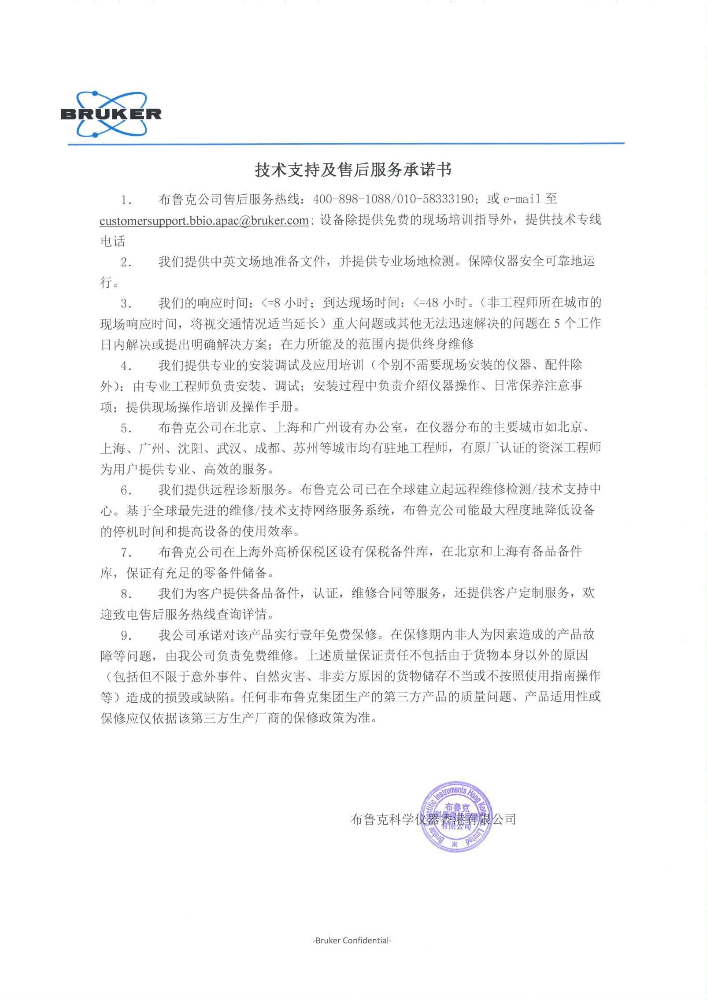 BRUKER
技术支持及售后服务承诺书
1. 布鲁克公司售后服务热线：400-898-1088/010-58333190；或 e-mail 至
customersupport.bbio.apac@bruker.com；设备除提供免费的现场培训指导外，提供技术专线
电话
2. 我们提供中英文场地准备文件，并提供专业场地检测。保障仪器安全可靠地运
行。
3. 我们的响应时间：<=8 小时；到达现场时间：<=48 小时。（非工程师所在城市的
现场响应时间，将视交通情况适当延长）重大问题或其他无法迅速解决的问题在 5 个工作
日内解决或提出明确解决方案；在力所能及的范围内提供终身维修
4. 我们提供专业的安装调试及应用培训（个别不需要现场安装的仪器、配件除
外）：由专业工程师负责安装、调试；安装过程中负责介绍仪器操作、日常保养注意事
项；提供现场操作培训及操作手册。
5. 布鲁克公司在北京、上海和广州设有办公室，在仪器分布的主要城市如北京、
上海、广州、沈阳、武汉、成都、苏州等城市均有驻地工程师，有原厂认证的资深工程师
为用户提供专业、高效的服务。
6. 我们提供远程诊断服务。布鲁克公司已在全球建立起远程维修检测/技术支持中
心。基于全球最先进的维修/技术支持网络服务系统，布鲁克公司能最大程度地降低设备
的停机时间和提高设备的使用效率。
7. 布鲁克公司在上海外高桥保税区设有保税备件库，在北京和上海有备品备件
库，保证有充足的零备件储备。
8. 我们为客户提供备品备件，认证，维修合同等服务，还提供客户定制服务，欢
迎致电售后服务热线查询详情。
9. 我公司承诺对该产品实行壹年免费保修。在保修期内非人为因素造成的产品故
障等问题，由我公司负责免费维修。上述质量保证责任不包括由于货物本身以外的原因
（包括但不限于意外事件、自然灾害、非卖方原因的货物储存不当或不按照使用指南操作
等）造成的损毁或缺陷。任何非布鲁克集团生产的第三方产品的质量问题、产品适用性或
保修应仅依据该第三方生产厂商的保修政策为准。
布鲁克科学仪器香港有限公司
Bruker Scientific Instruments Hong Kong Co. Limited
布鲁克
科学仪器香港
有限公司
-Bruker Confidential-